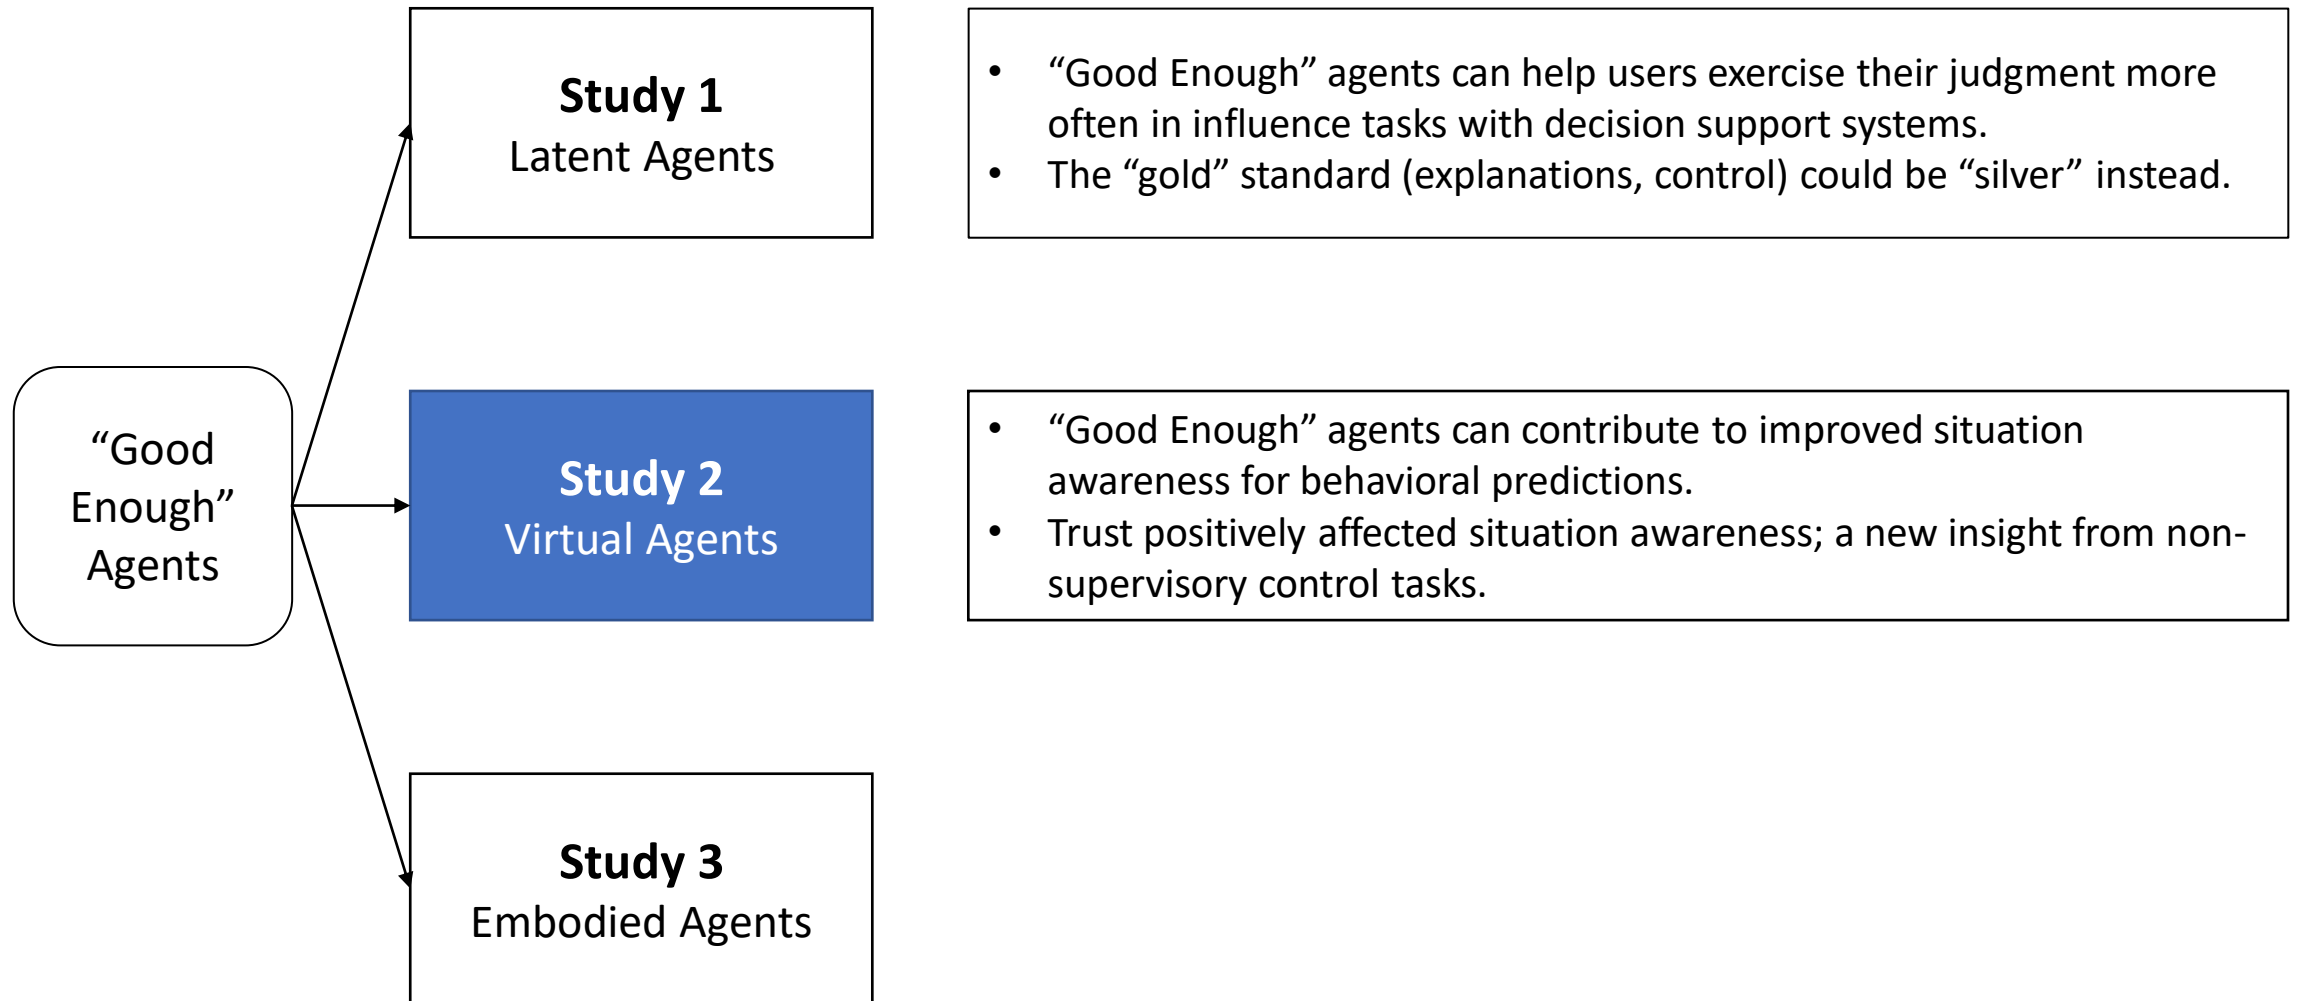 Study 1
Latent Agents
• “Good Enough” agents can help users exercise their judgment more
often in influence tasks with decision support systems.
• The “gold” standard (explanations, control) could be “silver” instead.
“Good
Enough”
Agents
Study 2
Virtual Agents
• “Good Enough” agents can contribute to improved situation
awareness for behavioral predictions.
• Trust positively affected situation awareness; a new insight from non-
supervisory control tasks.
Study 3
Embodied Agents